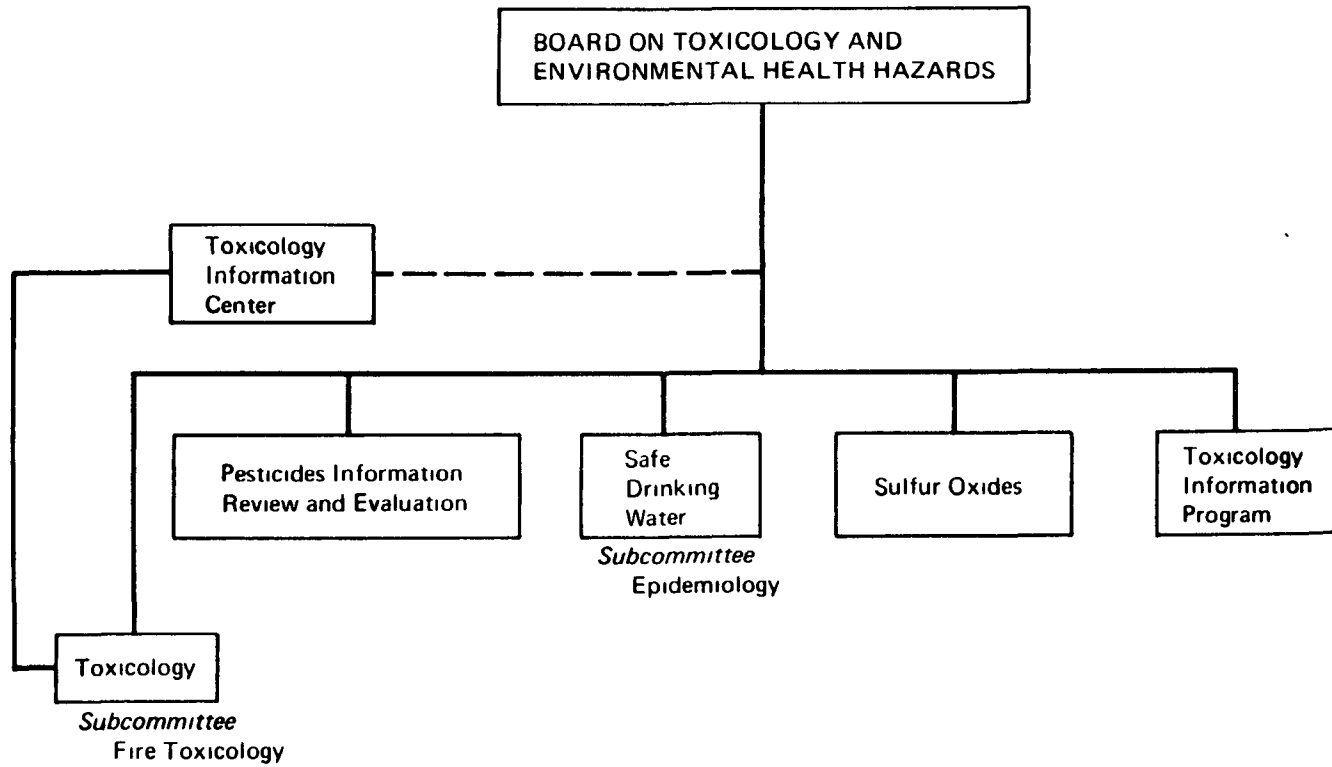 BOARD ON TOXICOLOGY AND
ENVIRONMENTAL HEALTH HAZARDS
Toxicology
Information
Center
Pesticides Information
Review and Evaluation
Safe
Drinking
Water
Subcommittee
Epidemiology
Sulfur Oxides
Toxicology
Information
Program
Toxicology
Subcommittee
Fire Toxicology